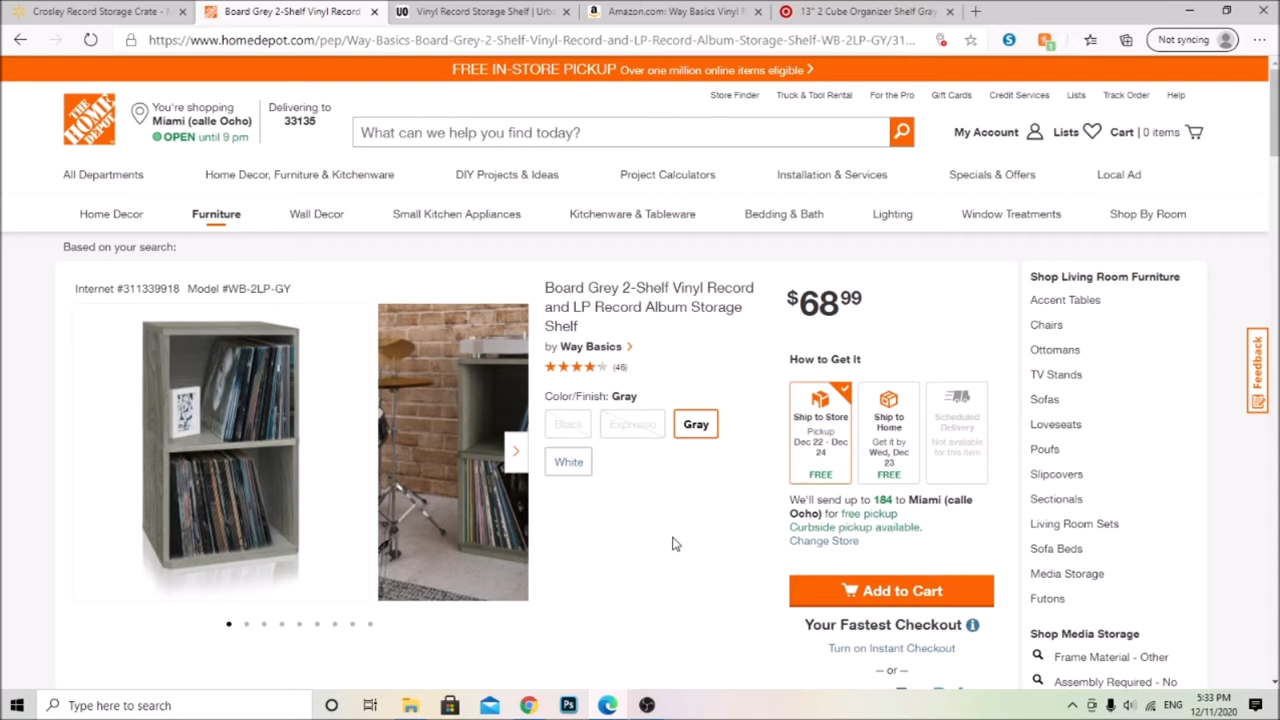 Crosley Record Storage Crate -
Board Grey 2-Shelf Vinyl Record
UO Vinyl Record Storage Shelf | Urb
Amazon.com: Way Basics Vinyl R
13" 2 Cube Organizer Shelf Gray
https://www.homedepot.com/pep/Way-Basics-Board-Grey-2-Shelf-Vinyl-Record-and-LP-Record-Album-Storage-Shelf-WB-2LP-GY/31...
Not syncing
FREE IN-STORE PICKUP Over one million online items eligible
Store Finder Truck & Tool Rental For the Pro Gift Cards Credit Services Lists Track Order Help
THE HOME DEPOT
You're shopping
Miami (calle Ocho)
OPEN until 9 pm
Delivering to
33135
What can we help you find today?
My Account Lists Cart | 0 items
All Departments Home Decor, Furniture & Kitchenware DIY Projects & Ideas Project Calculators Installation & Services Specials & Offers Local Ad
Home Decor Furniture Wall Decor Small Kitchen Appliances Kitchenware & Tableware Bedding & Bath Lighting Window Treatments Shop By Room
Based on your search:
Internet #311339918 Model #WB-2LP-GY
Board Grey 2-Shelf Vinyl Record
and LP Record Album Storage
Shelf
by Way Basics
(46)
Color/Finish: Gray
Black Espresso Gray
White
$68.99
How to Get It
Ship to Store
Pickup
Dec 22 - Dec
24
FREE
Ship to
Home
Get it by
Wed, Dec
23
FREE
Scheduled
Delivery
Not available
for this item
We'll send up to 184 to Miami (calle
Ocho) for free pickup
Curbside pickup available.
Change Store
Add to Cart
Your Fastest Checkout
Turn on Instant Checkout
— or —
Shop Living Room Furniture
Accent Tables
Chairs
Ottomans
TV Stands
Sofas
Loveseats
Poufs
Slipcovers
Sectionals
Living Room Sets
Sofa Beds
Media Storage
Futons
Shop Media Storage
Frame Material - Other
Assembly Required - No
Feedback
Type here to search
Ps
ENG
5:33 PM
12/11/2020